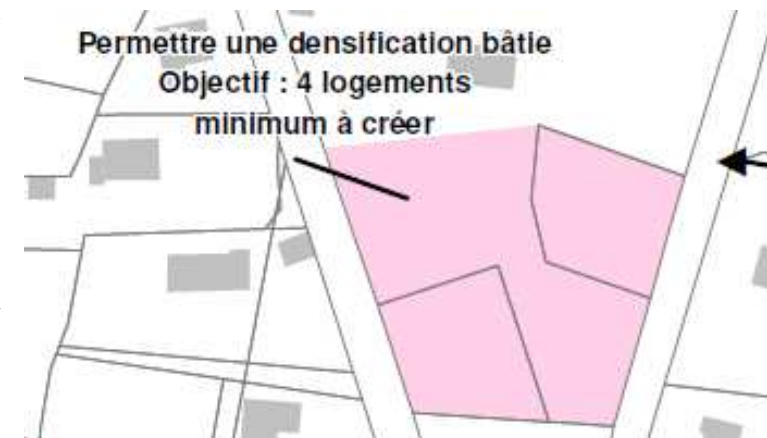 Permettre une densification bâtie
Objectif : 4 logements
minimum à créer